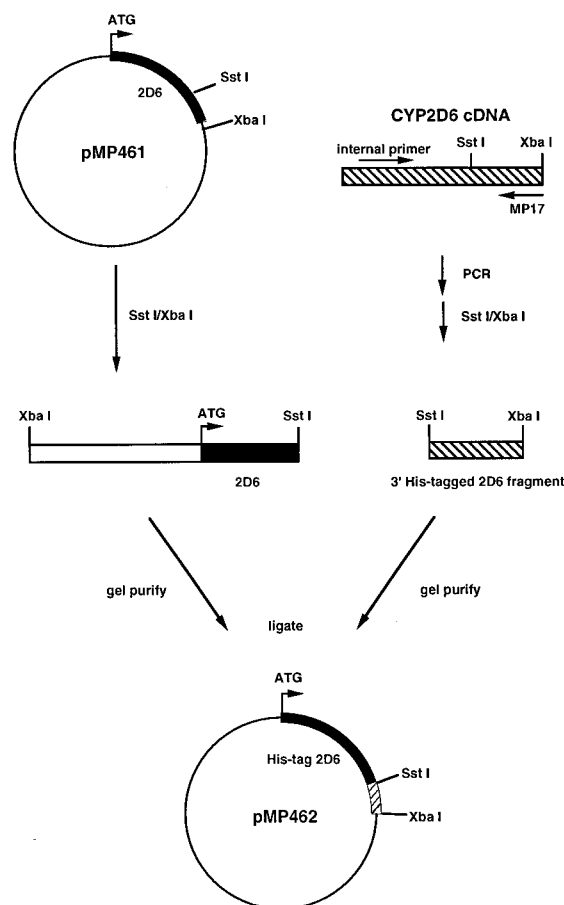 ATG
2D6
Sst I
Xba I
pMP461
CYP2D6 cDNA
internal primer
Sst I
Xba I
MP17
Sst I/Xba I
PCR
Sst I/Xba I
Xba I
ATG
Sst I
2D6
Sst I
Xba I
3' His-tagged 2D6 fragment
gel purify
gel purify
ligate
ATG
His-tag 2D6
Sst I
Xba I
pMP462